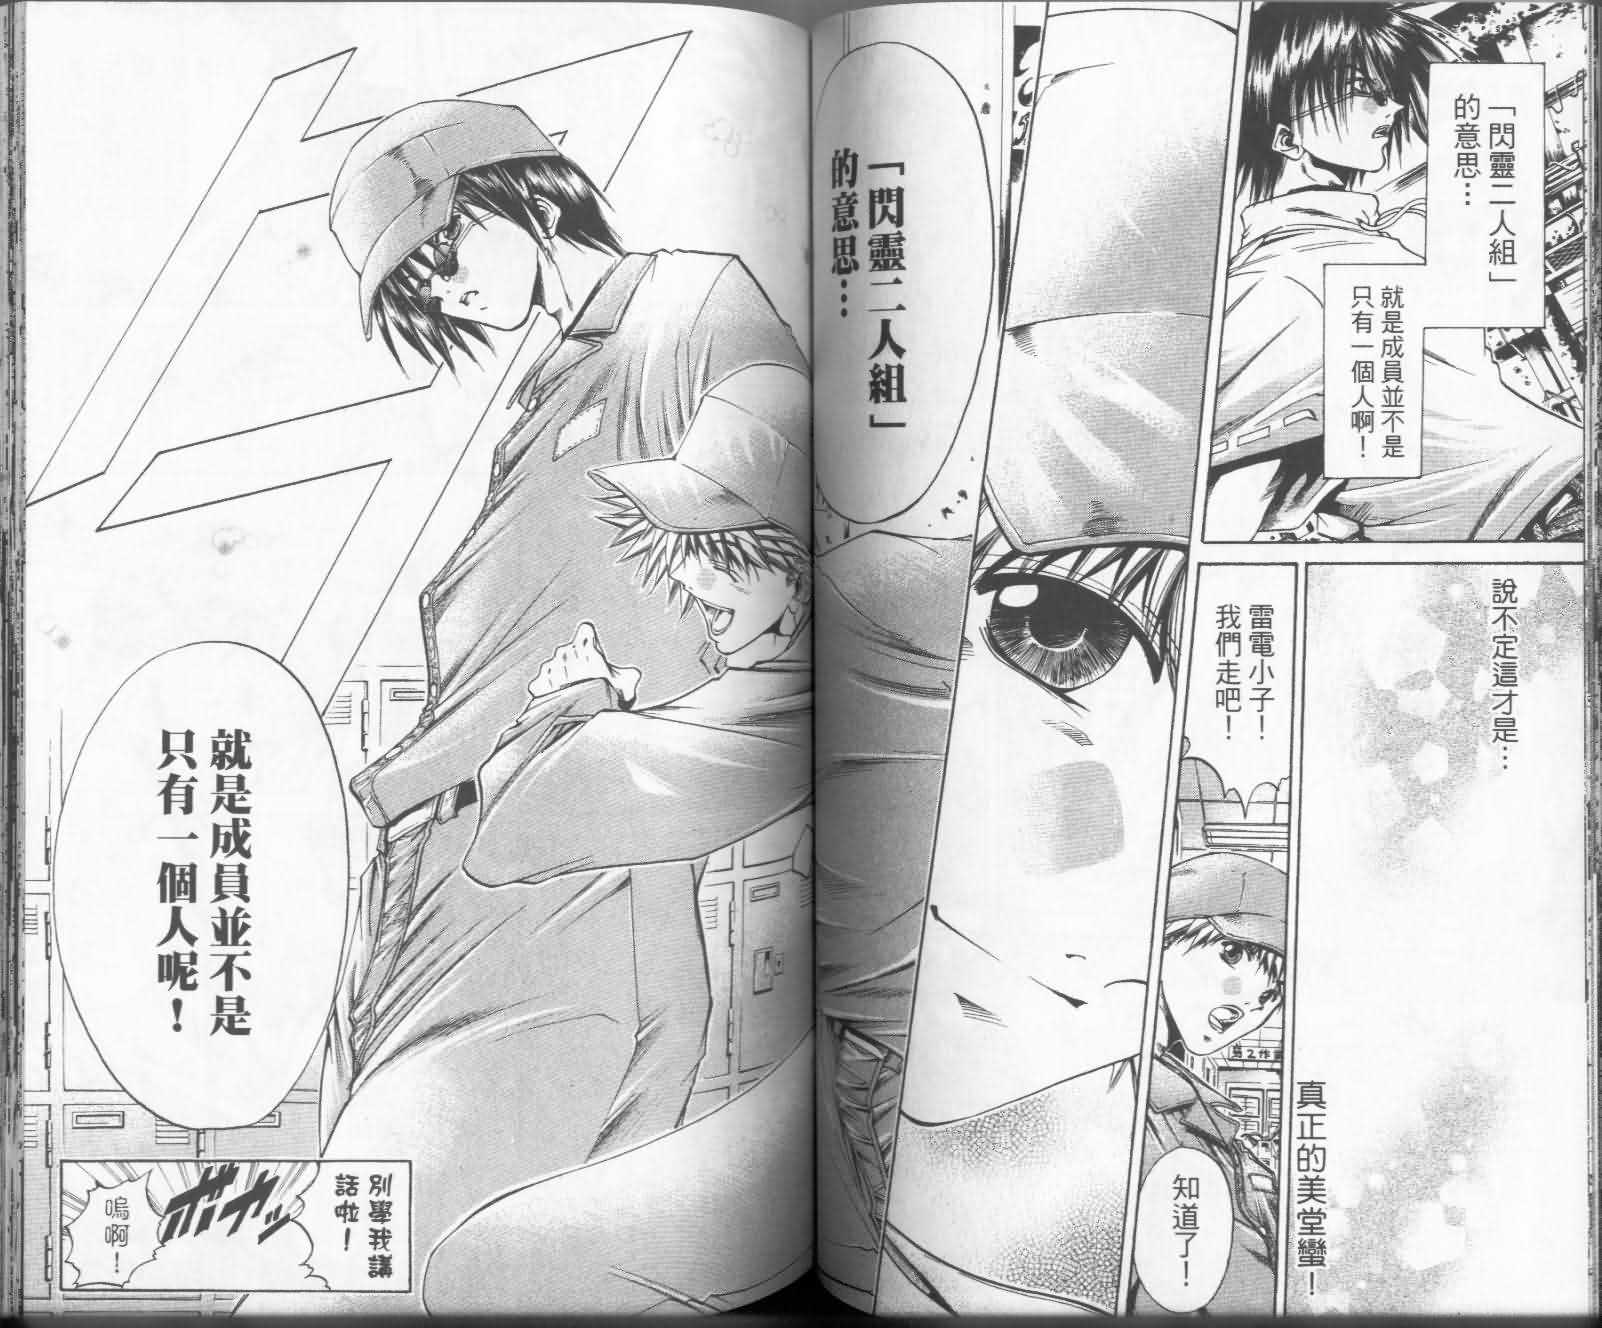 「閃靈二人組」
的意思…
就是成員並不是
只有一個人啊！
說不定這才是…
真正的美堂蠻！
雷電小子！
我們走吧！
知道了！
「閃靈二人組」
的意思…
就是成員並不是
只有一個人呢！
別學我講
話啦！
ボカッ
嗚啊！